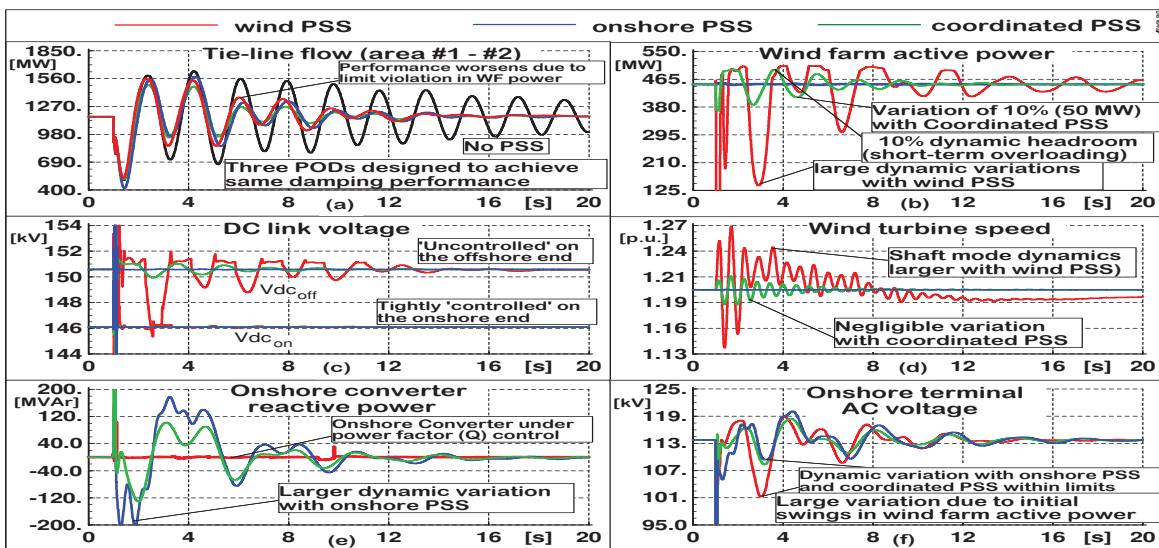 wind PSS onshore PSS coordinated PSS
Tie-line flow (area #1 - #2)
[MW]
1850
1560
1270
980.
690.
400.
Performance worsens due to
limit violation in WF power
No PSS
Three PODs designed to achieve
same damping performance
0 4 8 12 16 20
(a)
[s]
Wind farm active power
[MW]
550
465
380.
295.
210.
125.
Variation of 10% (50 MW)
with Coordinated PSS
10% dynamic headroom
(short-term overloading)
large dynamic variations
with wind PSS
0 4 8 12 16 20
(b)
[s]
DC link voltage
[kV]
154
152
150.
148
146
144
'Uncontrolled' on
the offshore end
Vdcoff
Tightly 'controlled' on
the onshore end
Vdcon
0 4 8 12 16 20
(c)
[s]
Wind turbine speed
[p.u.]
1.27
1.24
1.21
1.19
1.16
1.13
Shaft mode dynamics
larger with wind PSS)
Negligible variation
with coordinated PSS
0 4 8 12 16 20
(d)
[s]
Onshore converter
reactive power
[MVAr]
200.
120.
40.0
-40.0
-120.
-200.
Onshore Converter under
power factor (Q) control
Larger dynamic variation
with onshore PSS
0 4 8 12 16 20
(e)
[s]
Onshore terminal
AC voltage
[kV]
125.
119.
113.
107.
101.
95.0
Dynamic variation with onshore PSS
and coordinated PSS within limits
Large variation due to initial
swings in wind farm active power
0 4 8 12 16 20
(f)
[s]